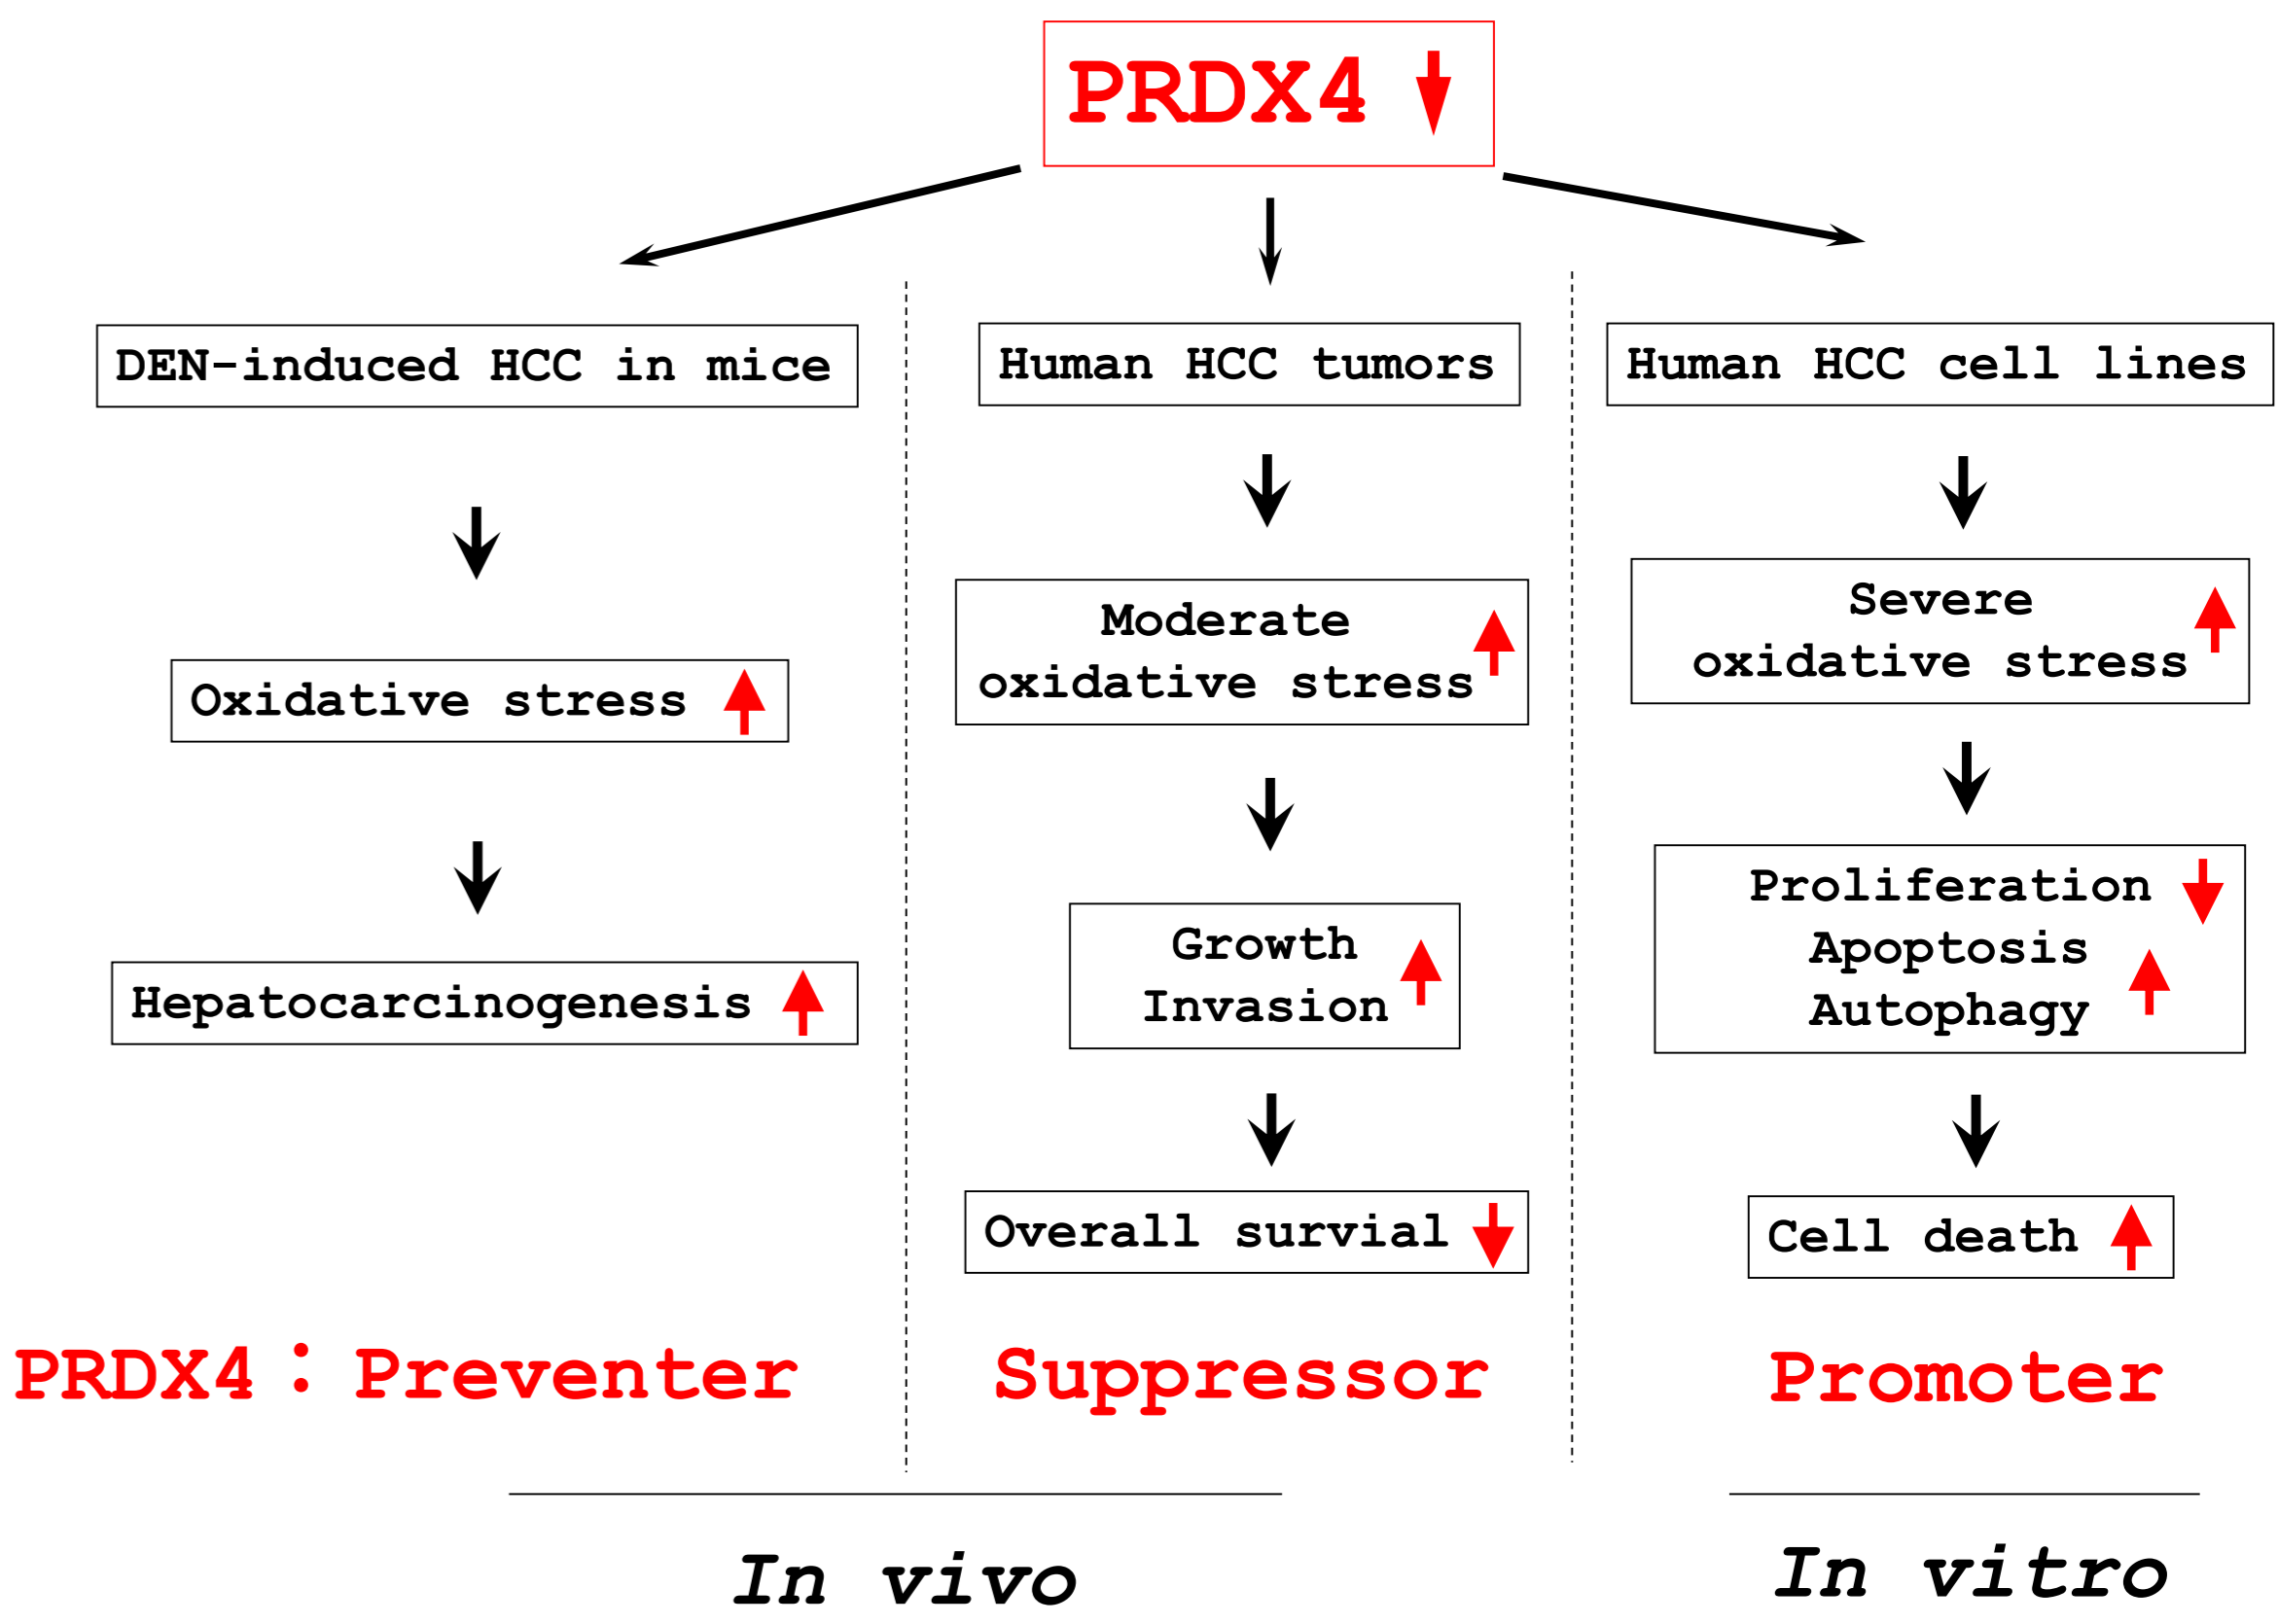 PRDX4
DEN-induced HCC in mice
Oxidative stress
Hepatocarcinogenesis
Human HCC tumors
Moderate
oxidative stress
Growth
Invasion
Overall survial
Human HCC cell lines
Severe
oxidative stress
Proliferation
Apoptosis
Autophagy
Cell death
PRDX4 : Preventer
Suppressor
Promoter
In vivo
In vitro